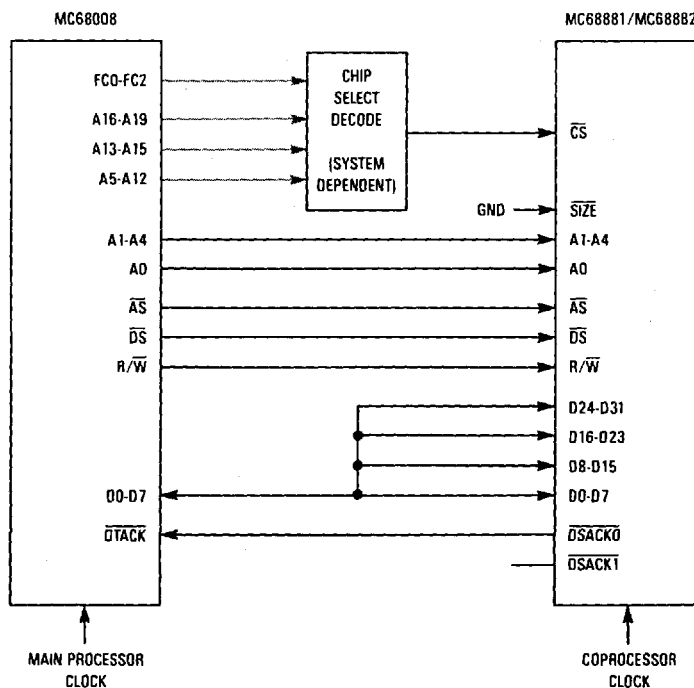 MC68008
MC68881/MC68882
FC0-FC2
A16-A19
A13-A15
A5-A12
CHIP
SELECT
DECODE
(SYSTEM
DEPENDENT)
CS
GND
SIZE
A1-A4
A1-A4
A0
A0
AS
AS
DS
DS
R/W
R/W
D24-D31
D16-D23
D8-D15
D0-D7
D0-D7
DTACK
DSACK0
DSACK1
MAIN PROCESSOR
CLOCK
COPROCESSOR
CLOCK